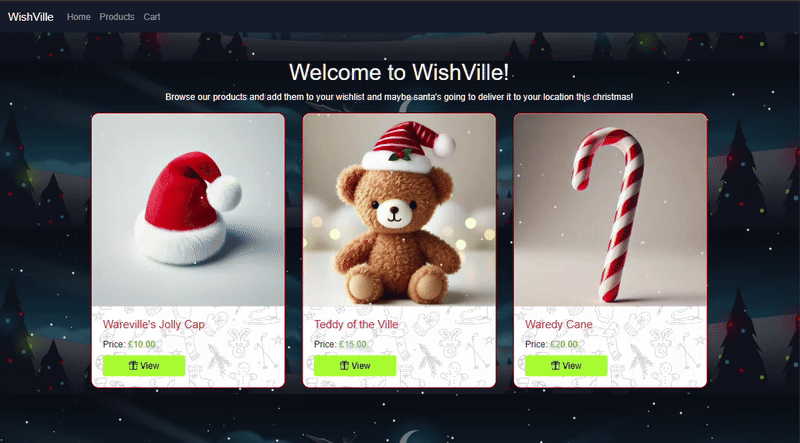 WishVille Home Products Cart
Welcome to WishVille!
Browse our products and add them to your wishlist and maybe santa's going to deliver it to your location this christmas!
Wareville's Jolly Cap
Price: £10.00
View
Teddy of the Ville
Price: £15.00
View
Waredy Cane
Price: £20.00
View